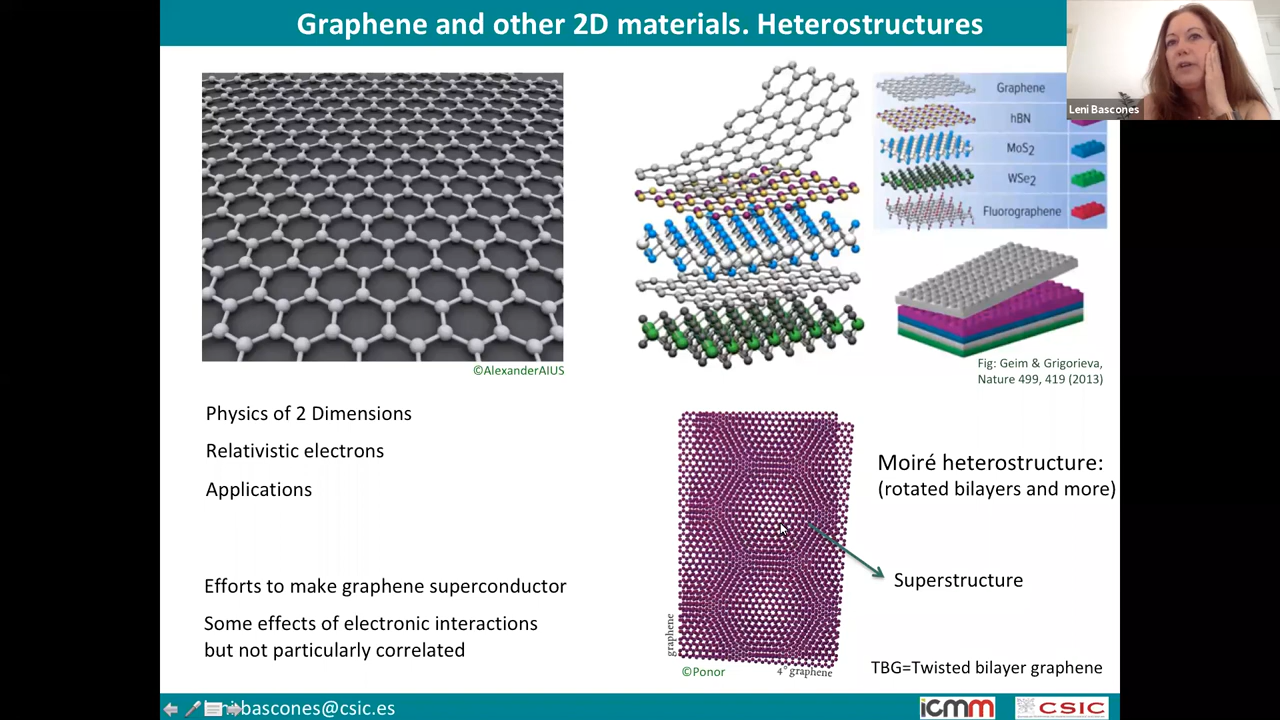 Graphene and other 2D materials. Heterostructures
Leni Bascones
Graphene
hBN
MoS2
WSe2
Fluorographene
©AlexanderAIUS
Fig: Geim & Grigorieva,
Nature 499, 419 (2013)
Physics of 2 Dimensions
Relativistic electrons
Applications
Efforts to make graphene superconductor
Some effects of electronic interactions
but not particularly correlated
Moiré heterostructure:
(rotated bilayers and more)
Superstructure
graphene
4° graphene
©Ponor
TBG=Twisted bilayer graphene
leni.bascones@csic.es
icmm
CSIC